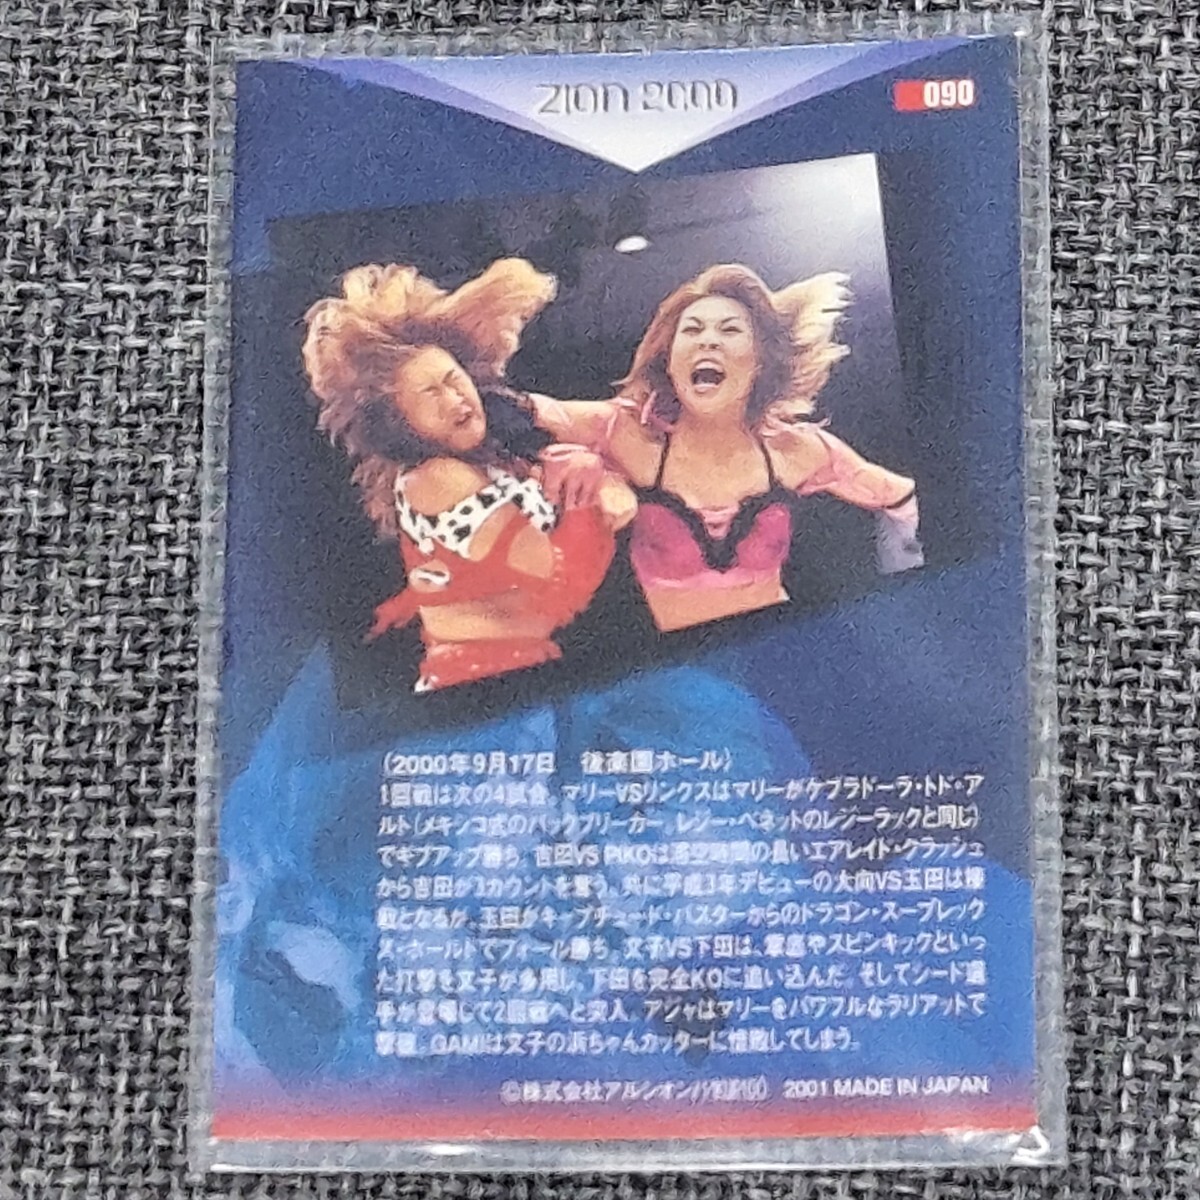 ZION 2000
090
(2000年9月17日　後楽園ホール)
1回戦は次の4試合。マリーVSリンクスはマリーがケブラドーラ・トド・ア
ルト(メキシコ式のバックブリーカー。レジー・ベネットのレジーラックと同じ)
でギブアップ勝ち。吉田VS PIKOは滞空時間の長いエアレイド・クラッシュ
から吉田が3カウントを奪う。共に平成3年デビューの大向VS玉田は接
戦となるが、玉田がキャプチュード・バスターからのドラゴン・スープレック
ス・ホールドでフォール勝ち。文子VS下田は、掌底やスピンキックといっ
た打撃を文子が多用し、下田を完全KOに追い込んだ。そしてシード選
手が登場して2回戦へと突入。アジャはマリーをパワフルなラリアットで
撃破。GAMIは文子の浜ちゃんカッターに惜敗してしまう。
©株式会社アルシオン/ 2001 MADE IN JAPAN